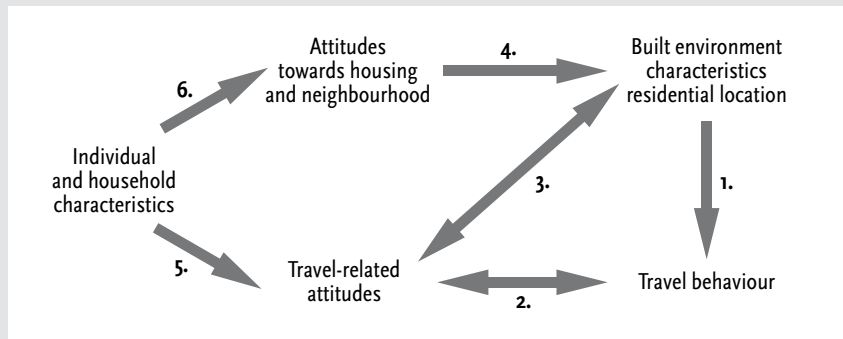 Attitudes
towards housing
and neighbourhood
4.
Built environment
characteristics
residential location
6.
Individual
and household
characteristics
3.
1.
5.
Travel-related
attitudes
2.
Travel behaviour